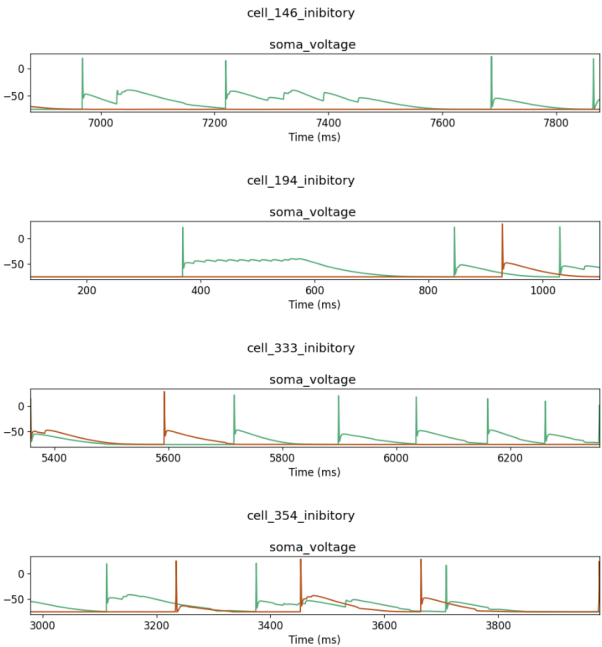 cell_146_inibitory
soma_voltage
0
−50
7000 7200 7400 7600 7800
Time (ms)
cell_194_inibitory
soma_voltage
0
−50
200 400 600 800 1000
Time (ms)
cell_333_inibitory
soma_voltage
0
−50
5400 5600 5800 6000 6200
Time (ms)
cell_354_inibitory
soma_voltage
0
−50
3000 3200 3400 3600 3800
Time (ms)